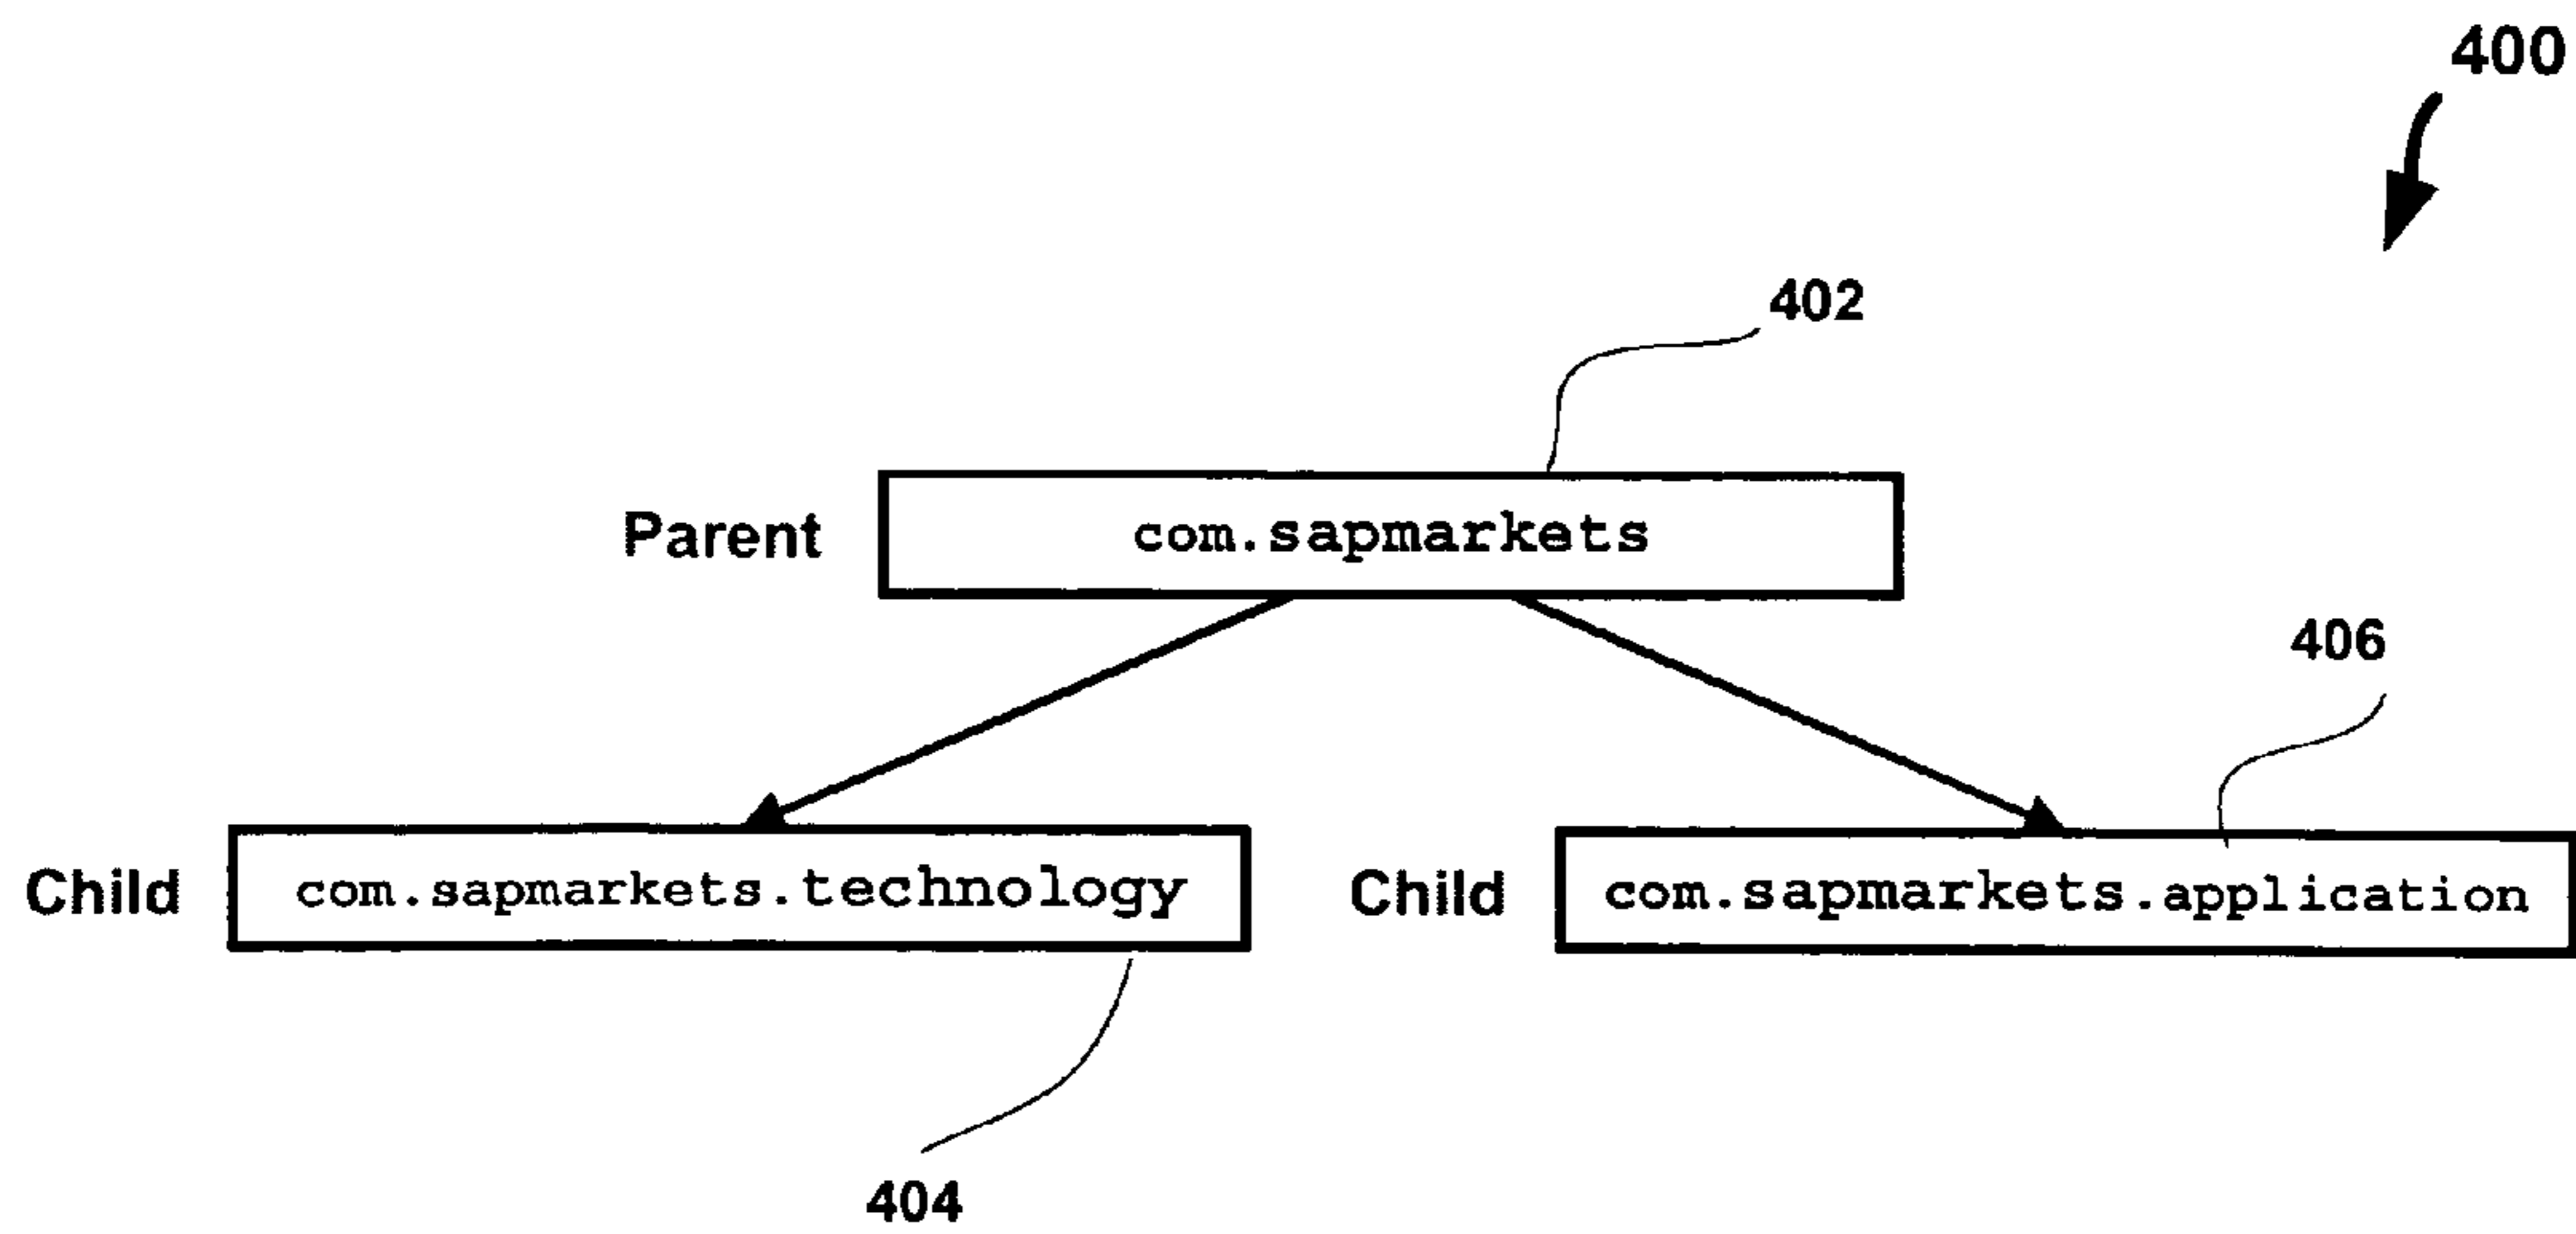 400
402
Parent com.sapmarkets
406
Child com.sapmarkets.technology Child com.sapmarkets.application
404